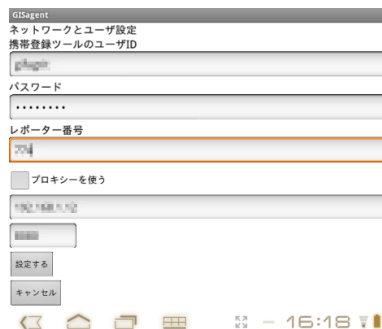 GISagent
ネットワークとユーザ設定
携帯登録ツールのユーザID
パスワード
••••••••
レポーター番号
プロキシーを使う
設定する
キャンセル
16:18